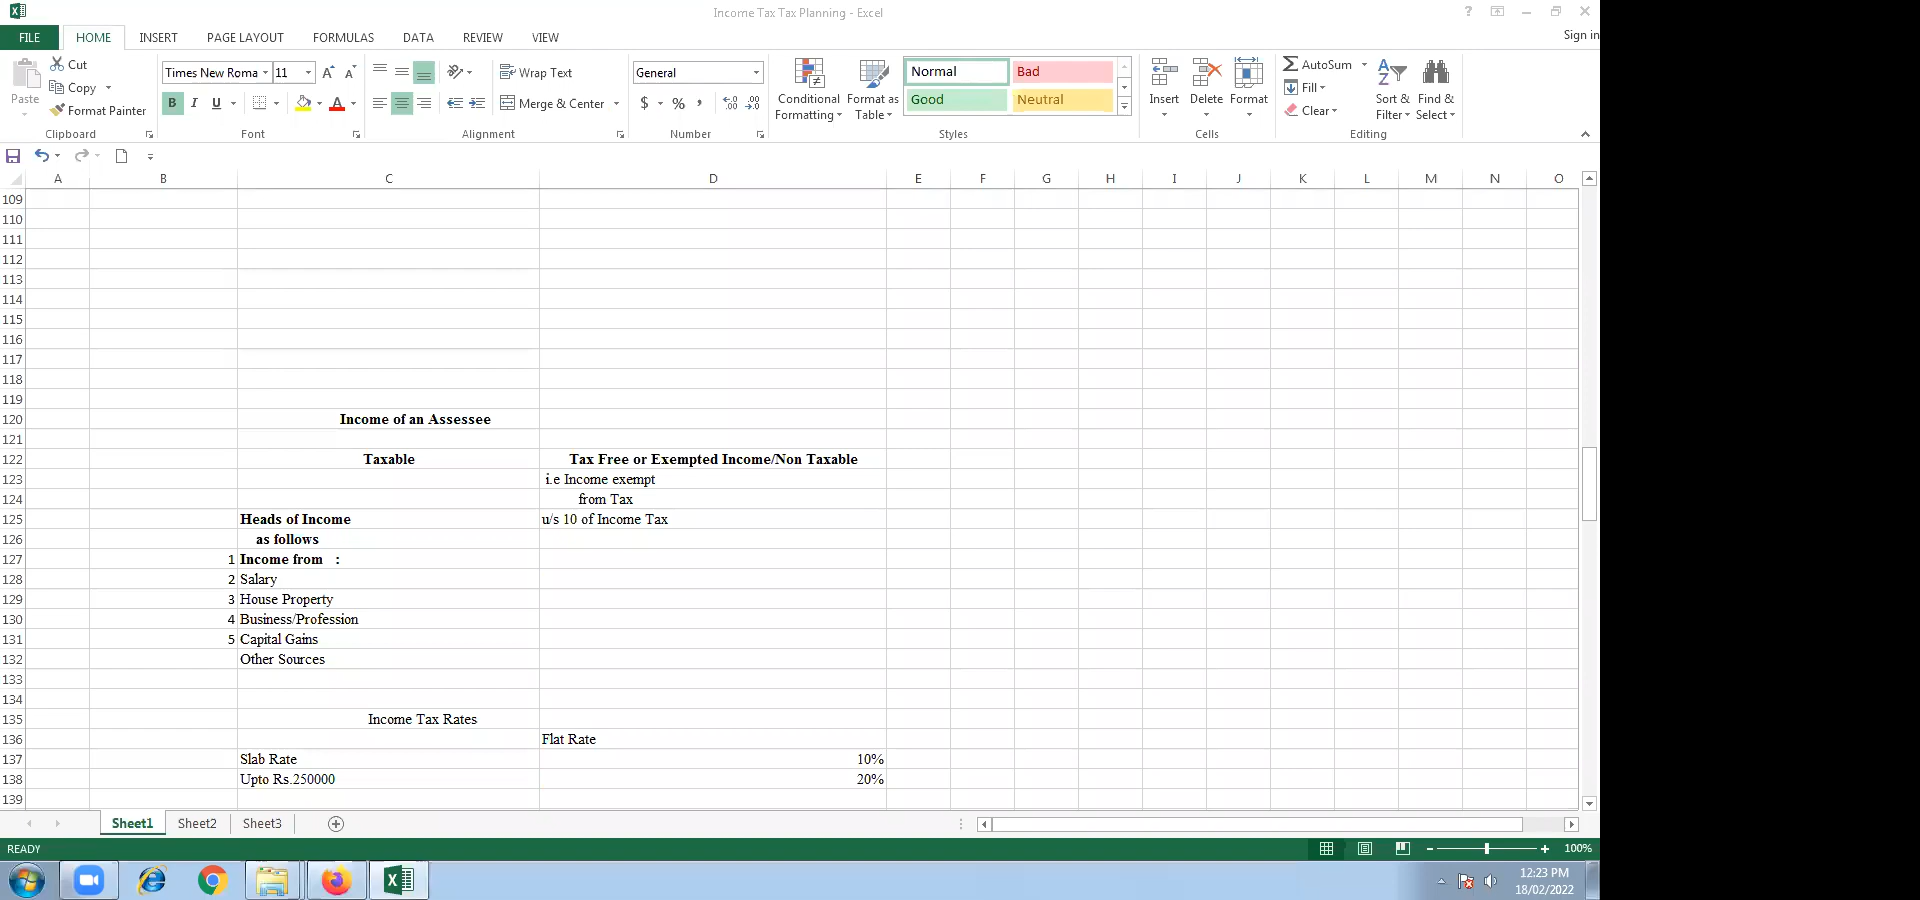 Income Tax Tax Planning - Excel
?
Sign in
FILE HOME INSERT PAGE LAYOUT FORMULAS DATA REVIEW VIEW
Paste
Cut
Copy
Format Painter
Clipboard
Times New Roma 11
B I U
Font
Wrap Text
Merge & Center
Alignment
General
$ % ,
Number
Conditional Formatting
Format as Table
Normal Bad
Good Neutral
Styles
Insert Delete Format
Cells
AutoSum
Fill
Clear
Sort & Filter
Find & Select
Editing
A B C D E F G H I J K L M N O
109
110
111
112
113
114
115
116
117
118
119
120 Income of an Assessee
121
122 Taxable Tax Free or Exempted Income/Non Taxable
123 i.e Income exempt
124 from Tax
125 Heads of Income u/s 10 of Income Tax
126 as follows
127 1 Income from :
128 2 Salary
129 3 House Property
130 4 Business/Profession
131 5 Capital Gains
132 Other Sources
133
134
135 Income Tax Rates
136 Flat Rate
137 Slab Rate 10%
138 Upto Rs.250000 20%
139
Sheet1 Sheet2 Sheet3
READY
100%
12:23 PM
18/02/2022